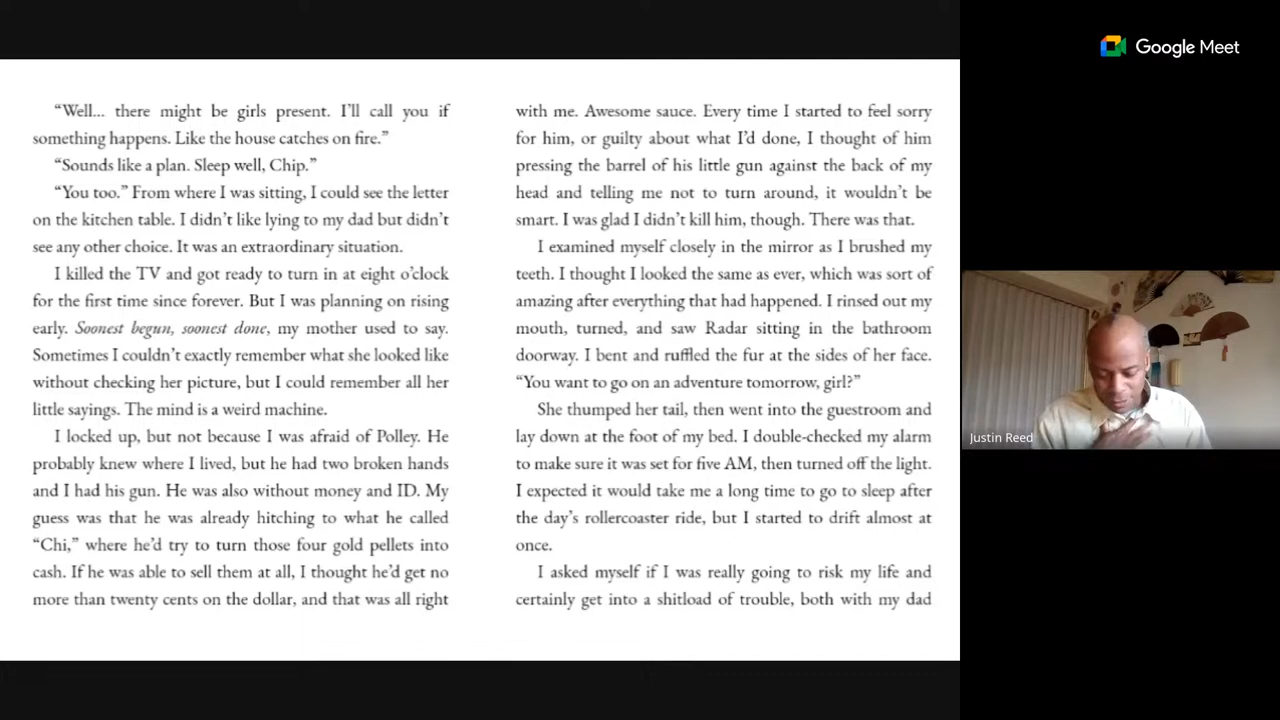 “Well... there might be girls present. I’ll call you if
something happens. Like the house catches on fire.”
“Sounds like a plan. Sleep well, Chip.”
“You too.” From where I was sitting, I could see the letter
on the kitchen table. I didn’t like lying to my dad but didn’t
see any other choice. It was an extraordinary situation.
I killed the TV and got ready to turn in at eight o’clock
for the first time since forever. But I was planning on rising
early. Soonest begun, soonest done, my mother used to say.
Sometimes I couldn’t exactly remember what she looked like
without checking her picture, but I could remember all her
little sayings. The mind is a weird machine.
I locked up, but not because I was afraid of Polley. He
probably knew where I lived, but he had two broken hands
and I had his gun. He was also without money and ID. My
guess was that he was already hitching to what he called
“Chi,” where he’d try to turn those four gold pellets into
cash. If he was able to sell them at all, I thought he’d get no
more than twenty cents on the dollar, and that was all right
with me. Awesome sauce. Every time I started to feel sorry
for him, or guilty about what I’d done, I thought of him
pressing the barrel of his little gun against the back of my
head and telling me not to turn around, it wouldn’t be
smart. I was glad I didn’t kill him, though. There was that.
I examined myself closely in the mirror as I brushed my
teeth. I thought I looked the same as ever, which was sort of
amazing after everything that had happened. I rinsed out my
mouth, turned, and saw Radar sitting in the bathroom
doorway. I bent and ruffled the fur at the sides of her face.
“You want to go on an adventure tomorrow, girl?”
She thumped her tail, then went into the guestroom and
lay down at the foot of my bed. I double-checked my alarm
to make sure it was set for five AM, then turned off the light.
I expected it would take me a long time to go to sleep after
the day’s rollercoaster ride, but I started to drift almost at
once.
I asked myself if I was really going to risk my life and
certainly get into a shitload of trouble, both with my dad
Google Meet
Justin Reed